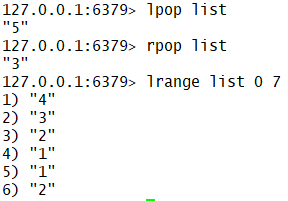 127.0.0.1:6379> lpop list
"5"
127.0.0.1:6379> rpop list
"3"
127.0.0.1:6379> lrange list 0 7
1) "4"
2) "3"
3) "2"
4) "1"
5) "1"
6) "2"